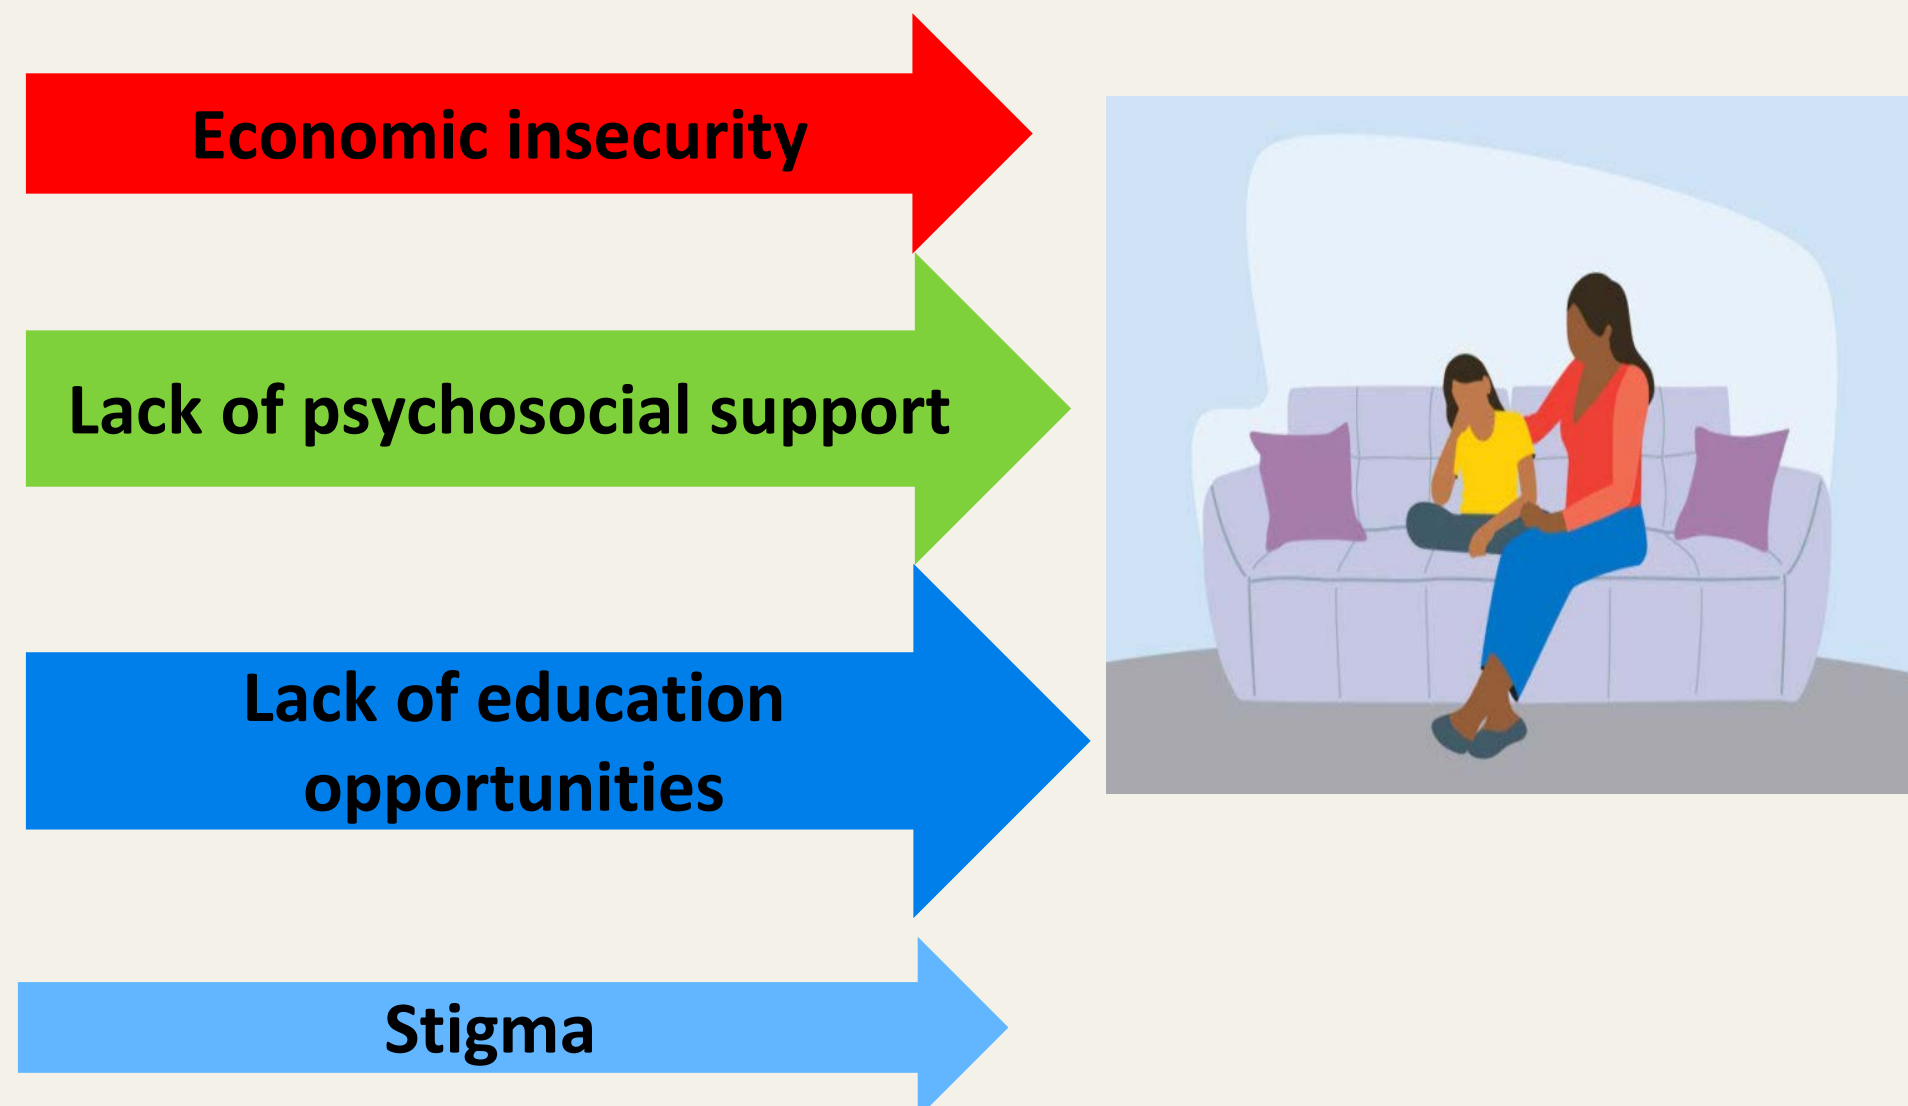 Economic insecurity
Lack of psychosocial support
Lack of education
opportunities
Stigma